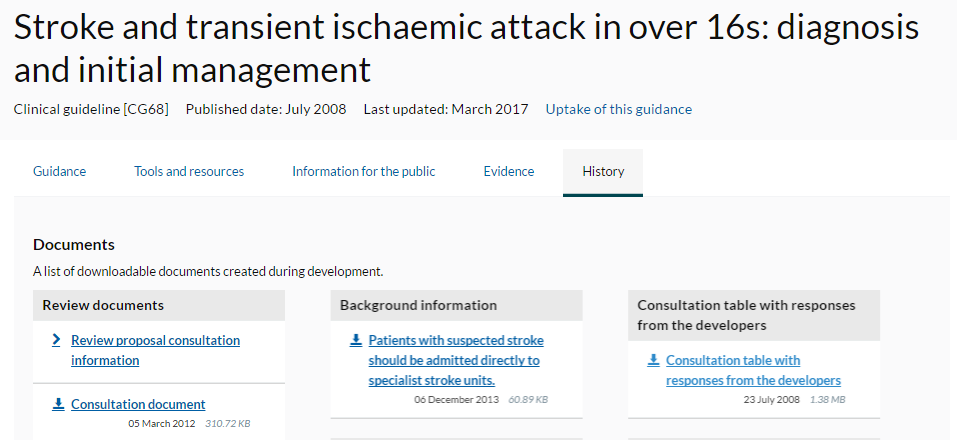 Stroke and transient ischaemic attack in over 16s: diagnosis
and initial management
Clinical guideline [CG68] Published date: July 2008 Last updated: March 2017 Uptake of this guidance
Guidance Tools and resources Information for the public Evidence History
Documents
A list of downloadable documents created during development.
Review documents
Review proposal consultation
information
Consultation document
05 March 2012 310.72 KB
Background information
Patients with suspected stroke
should be admitted directly to
specialist stroke units.
06 December 2013 60.89 KB
Consultation table with responses
from the developers
Consultation table with
responses from the developers
23 July 2008 1.38 MB